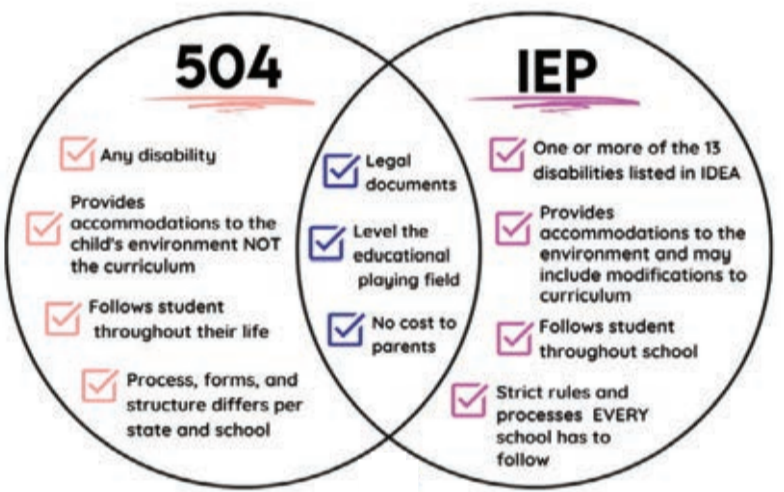 504
Any disability
Provides
accommodations to the
child's environment NOT
the curriculum
Follows student
throughout their life
Process, forms, and
structure differs per
state and school
Legal
documents
Level the
educational
playing field
No cost to
parents
IEP
One or more of the 13
disabilities listed in IDEA
Provides
accommodations to the
environment and may
include modifications to
curriculum
Follows student
throughout school
Strict rules and
processes EVERY
school has to
follow